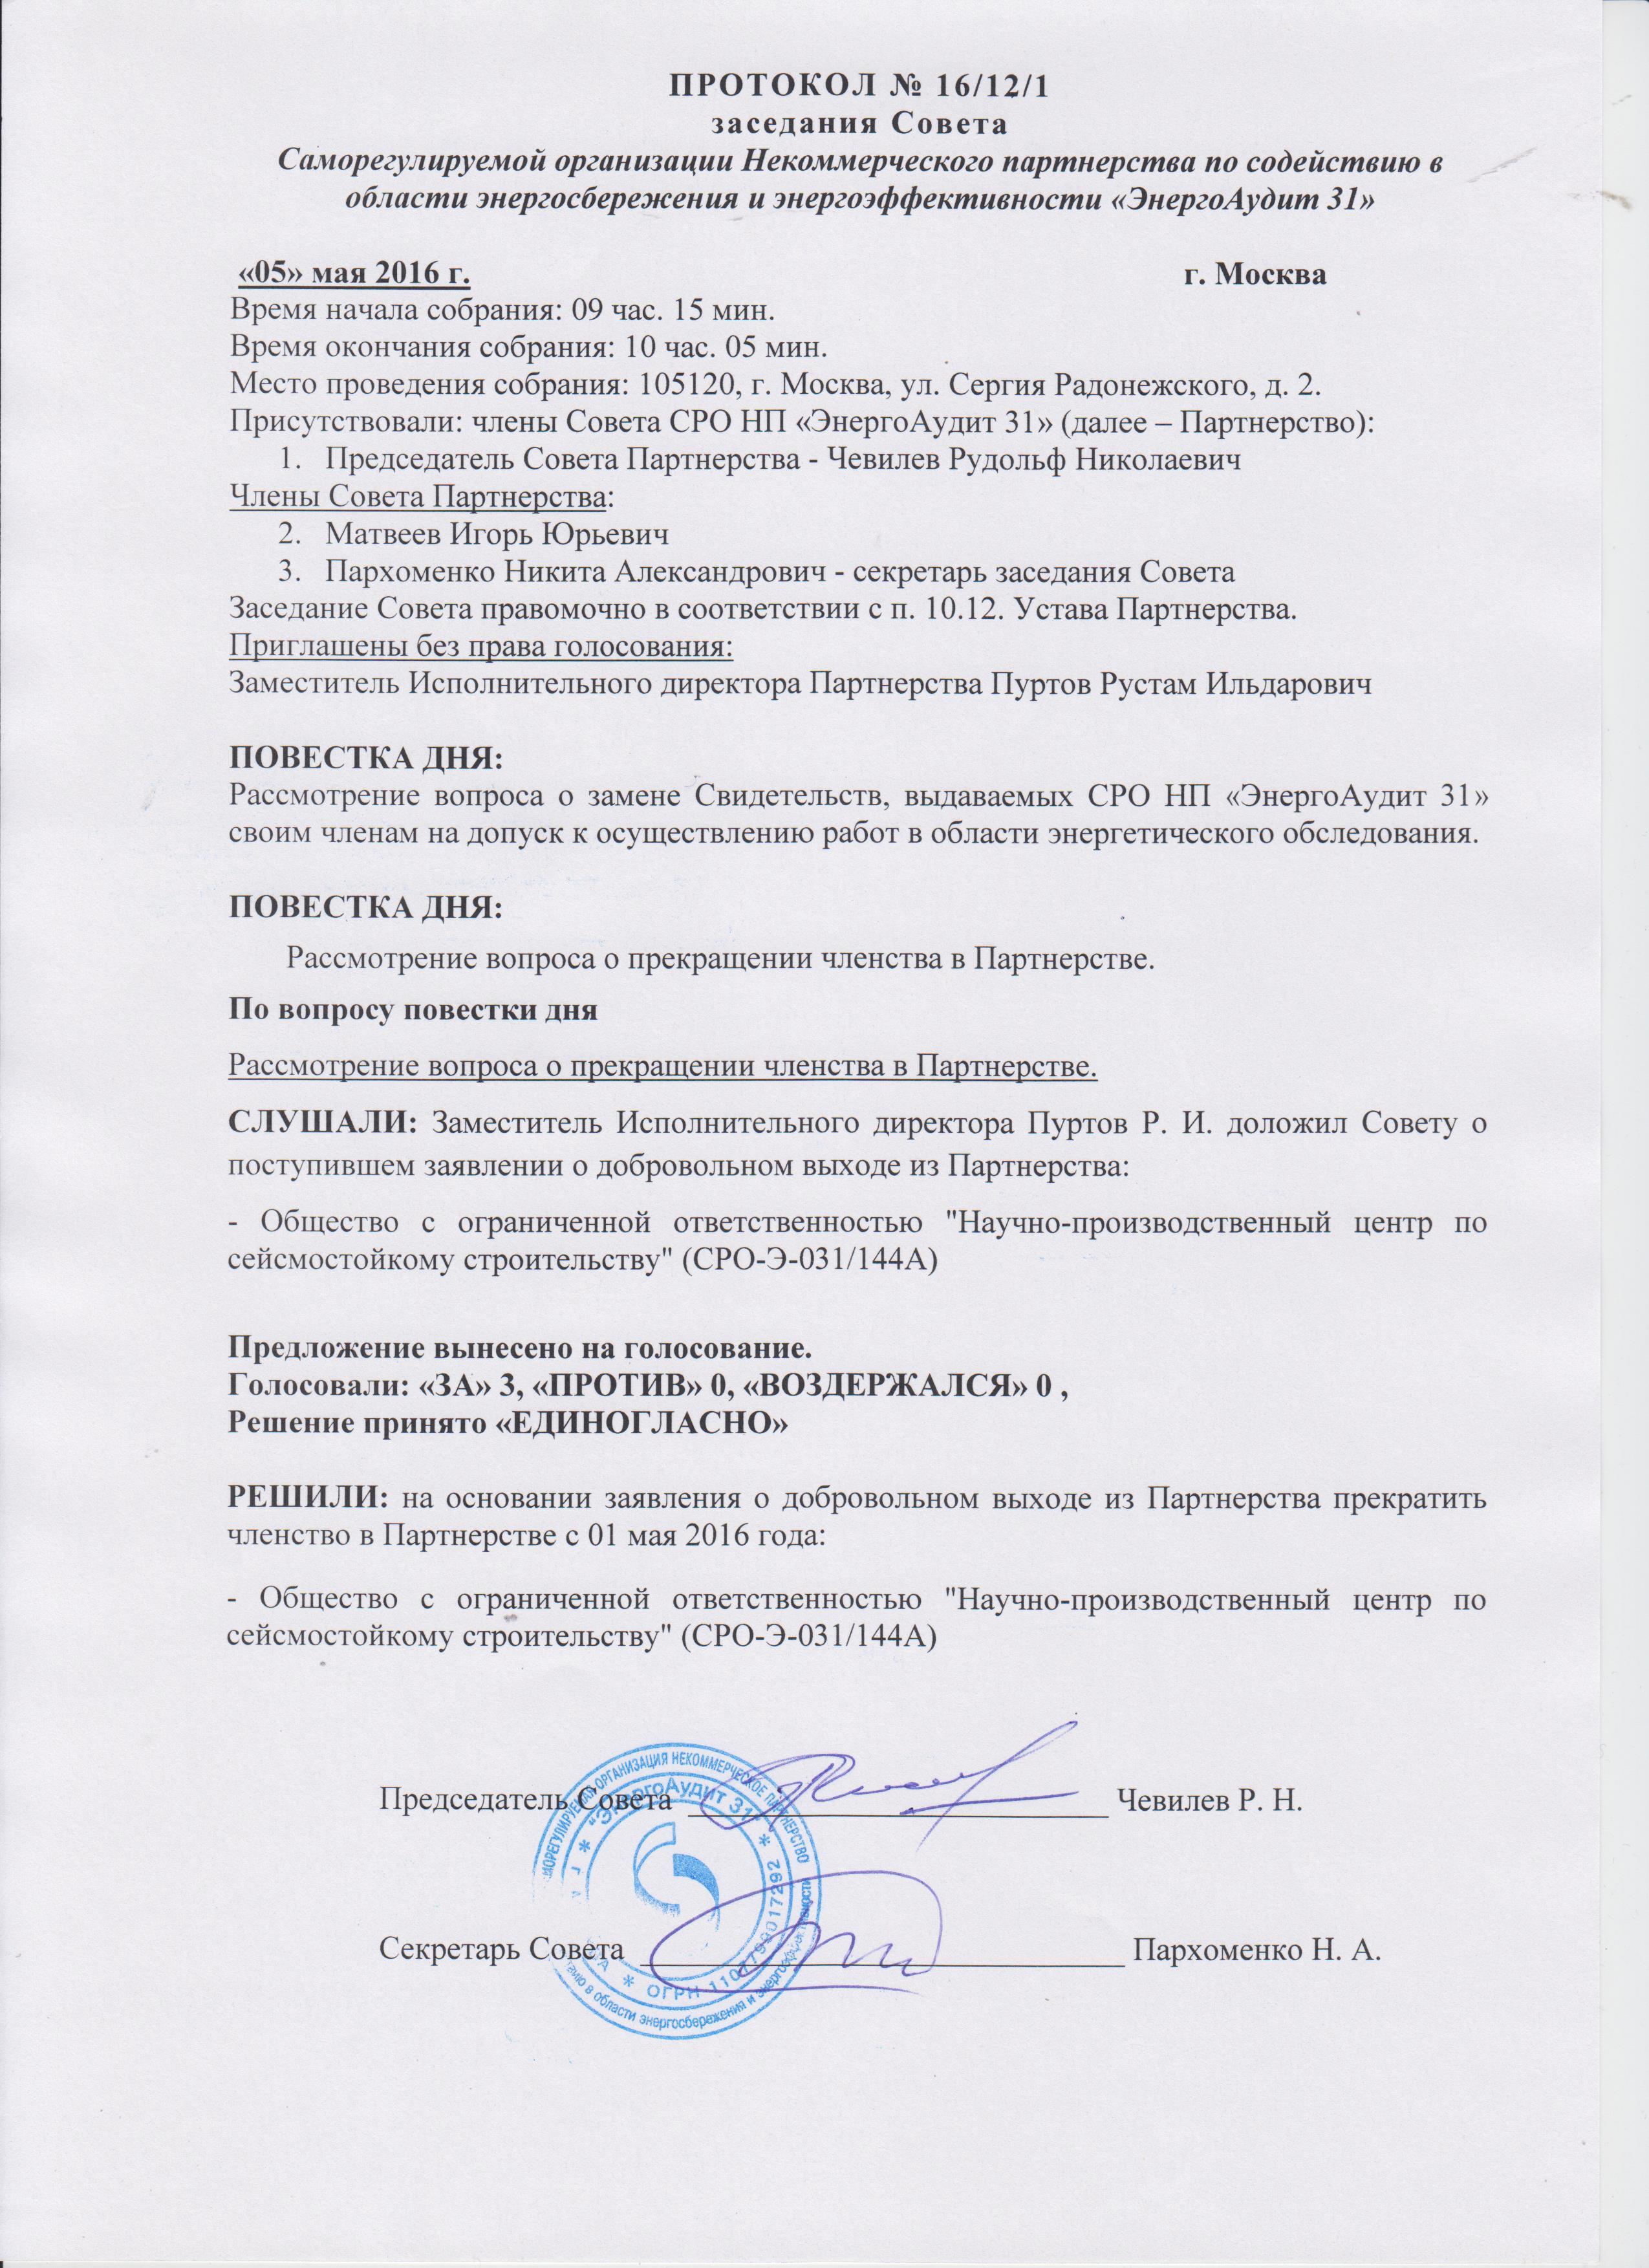 ПРОТОКОЛ № 16/12/1
заседания Совета
Саморегулируемой организации Некоммерческого партнерства по содействию в
области энергосбережения и энергоэффективности «ЭнергоАудит 31»
«05» мая 2016 г. г. Москва
Время начала собрания: 09 час. 15 мин.
Время окончания собрания: 10 час. 05 мин.
Место проведения собрания: 105120, г. Москва, ул. Сергия Радонежского, д. 2.
Присутствовали: члены Совета СРО НП «ЭнергоАудит 31» (далее – Партнерство):
1. Председатель Совета Партнерства - Чевилев Рудольф Николаевич
Члены Совета Партнерства:
2. Матвеев Игорь Юрьевич
3. Пархоменко Никита Александрович - секретарь заседания Совета
Заседание Совета правомочно в соответствии с п. 10.12. Устава Партнерства.
Приглашены без права голосования:
Заместитель Исполнительного директора Партнерства Пуртов Рустам Ильдарович
ПОВЕСТКА ДНЯ:
Рассмотрение вопроса о замене Свидетельств, выдаваемых СРО НП «ЭнергоАудит 31»
своим членам на допуск к осуществлению работ в области энергетического обследования.
ПОВЕСТКА ДНЯ:
Рассмотрение вопроса о прекращении членства в Партнерстве.
По вопросу повестки дня
Рассмотрение вопроса о прекращении членства в Партнерстве.
СЛУШАЛИ: Заместитель Исполнительного директора Пуртов Р. И. доложил Совету о
поступившем заявлении о добровольном выходе из Партнерства:
- Общество с ограниченной ответственностью "Научно-производственный центр по
сейсмостойкому строительству" (СРО-Э-031/144А)
Предложение вынесено на голосование.
Голосовали: «ЗА» 3, «ПРОТИВ» 0, «ВОЗДЕРЖАЛСЯ» 0 ,
Решение принято «ЕДИНОГЛАСНО»
РЕШИЛИ: на основании заявления о добровольном выходе из Партнерства прекратить
членство в Партнерстве с 01 мая 2016 года:
- Общество с ограниченной ответственностью "Научно-производственный центр по
сейсмостойкому строительству" (СРО-Э-031/144А)
Председатель Совета Чевилев Р. Н.
Секретарь Совета Пархоменко Н. А.
ОРГАНИЗАЦИЯ НЕКОММЕРЧЕСКОЕ ПАРТНЕРСТВО
в области энергосбережения и энергоэффективности
"ЭнергоАудит 31"
ОГРН